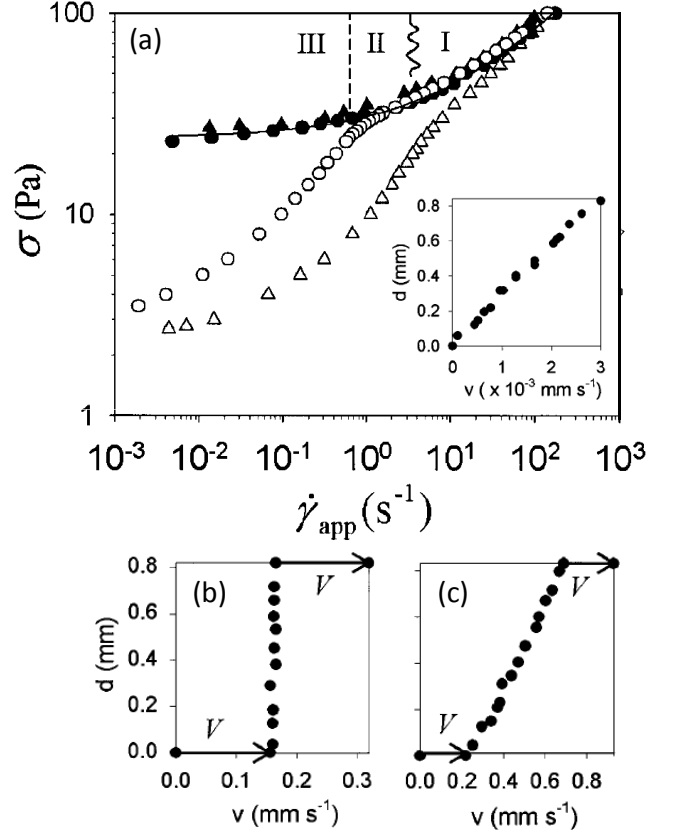 100
(a)
III
II
I
σ (Pa)
10
1
10⁻³ 10⁻² 10⁻¹ 10⁰ 10¹ 10² 10³
γ̇app (s⁻¹)
0.8
0.6
d (mm)
0.4
0.2
0.0
0 1 2 3
v ( x 10⁻³ mm s⁻¹)
0.8
(b)
V
0.6
d (mm)
0.4
0.2
V
0.0
0.0 0.1 0.2 0.3
v (mm s⁻¹)
(c)
V
V
0.0 0.2 0.4 0.6 0.8
v (mm s⁻¹)